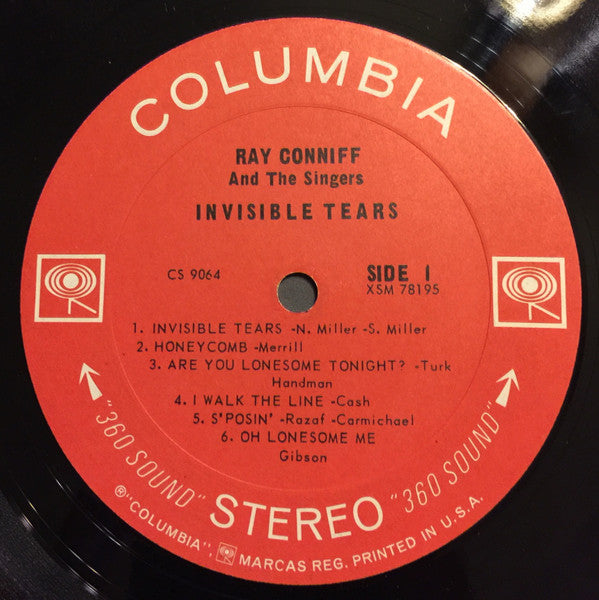 COLUMBIA
RAY CONNIFF
And The Singers
INVISIBLE TEARS
CS 9064
SIDE 1
XSM 78195
1. INVISIBLE TEARS -N. Miller -S. Miller
2. HONEYCOMB -Merrill
3. ARE YOU LONESOME TONIGHT? -Turk
Handman
4. I WALK THE LINE -Cash
5. S'POSIN' -Razaf -Carmichael
6. OH LONESOME ME
Gibson
"360 SOUND" STEREO "360 SOUND"
®"COLUMBIA", MARCAS REG. PRINTED IN U.S.A.